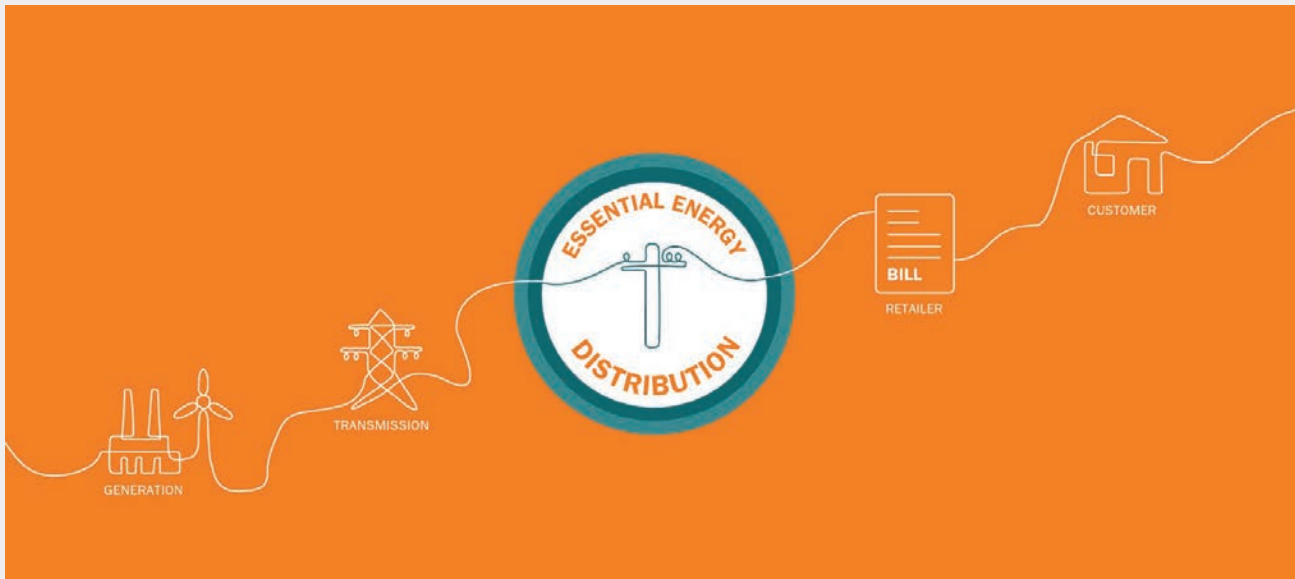 GENERATION
TRANSMISSION
ESSENTIAL ENERGY
DISTRIBUTION
BILL
RETAILER
CUSTOMER